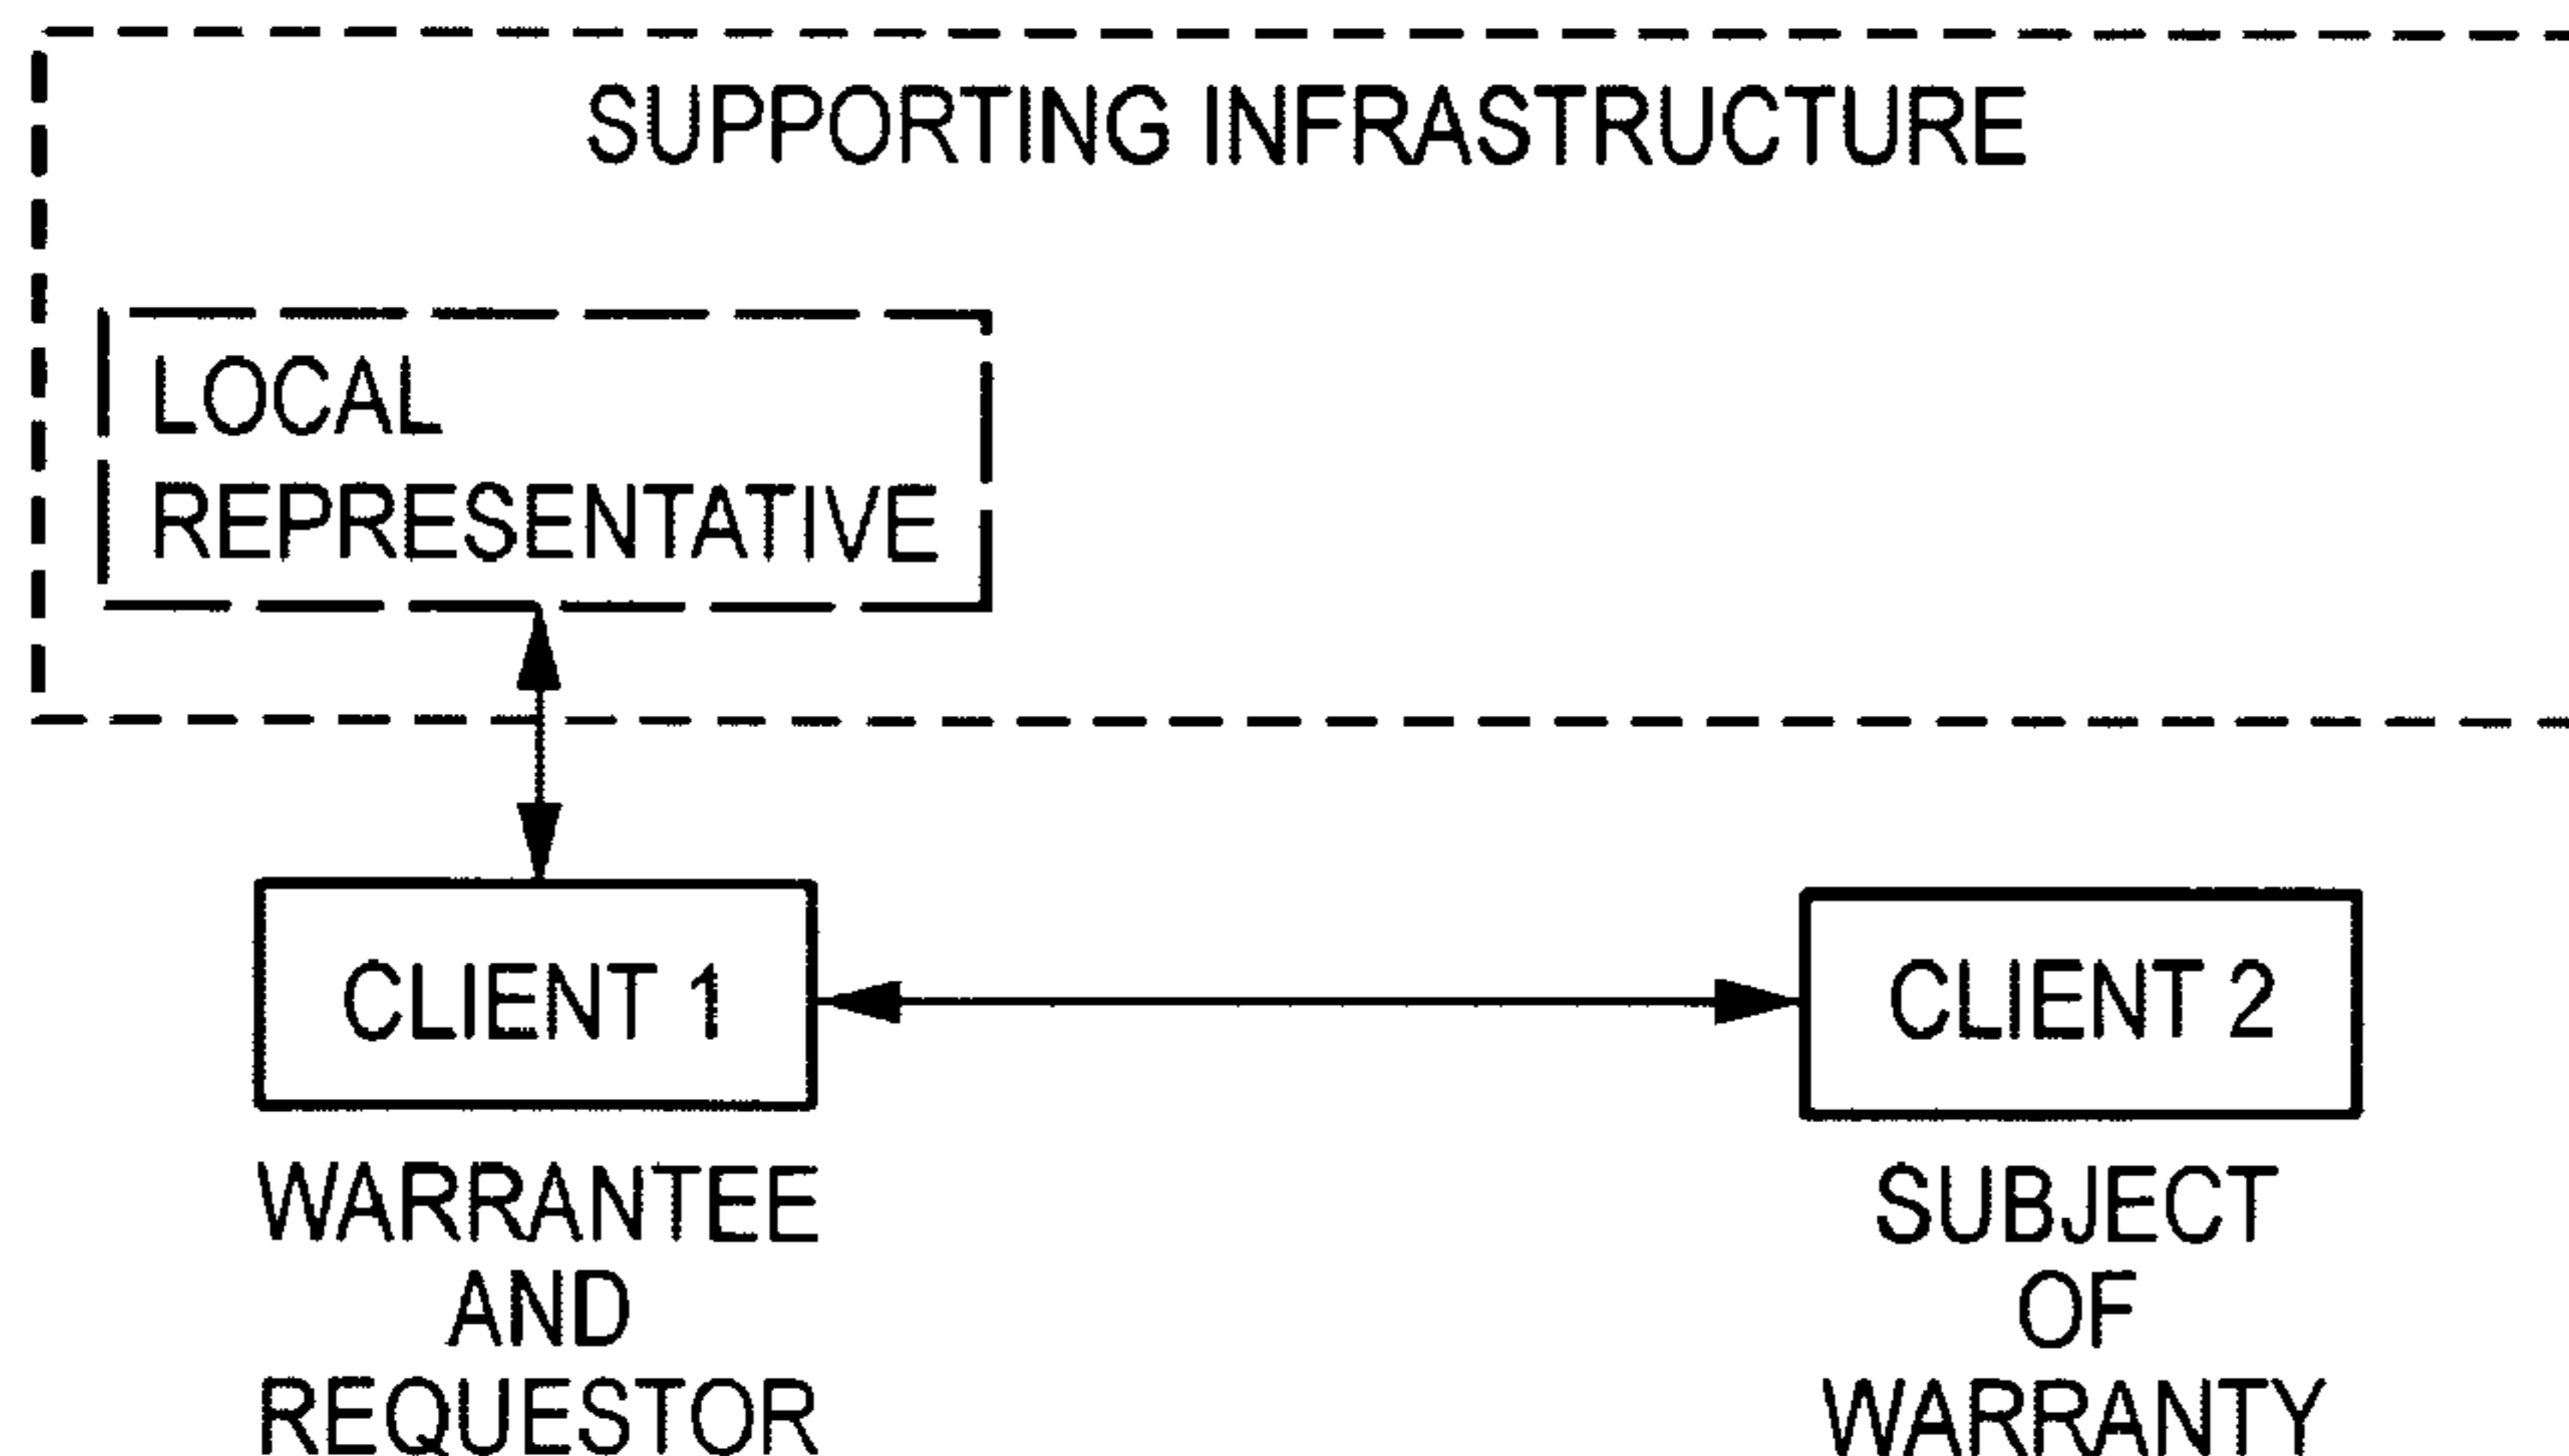 SUPPORTING INFRASTRUCTURE
LOCAL
REPRESENTATIVE
CLIENT 1
CLIENT 2
WARRANTEE
AND
REQUESTOR
SUBJECT
OF
WARRANTY